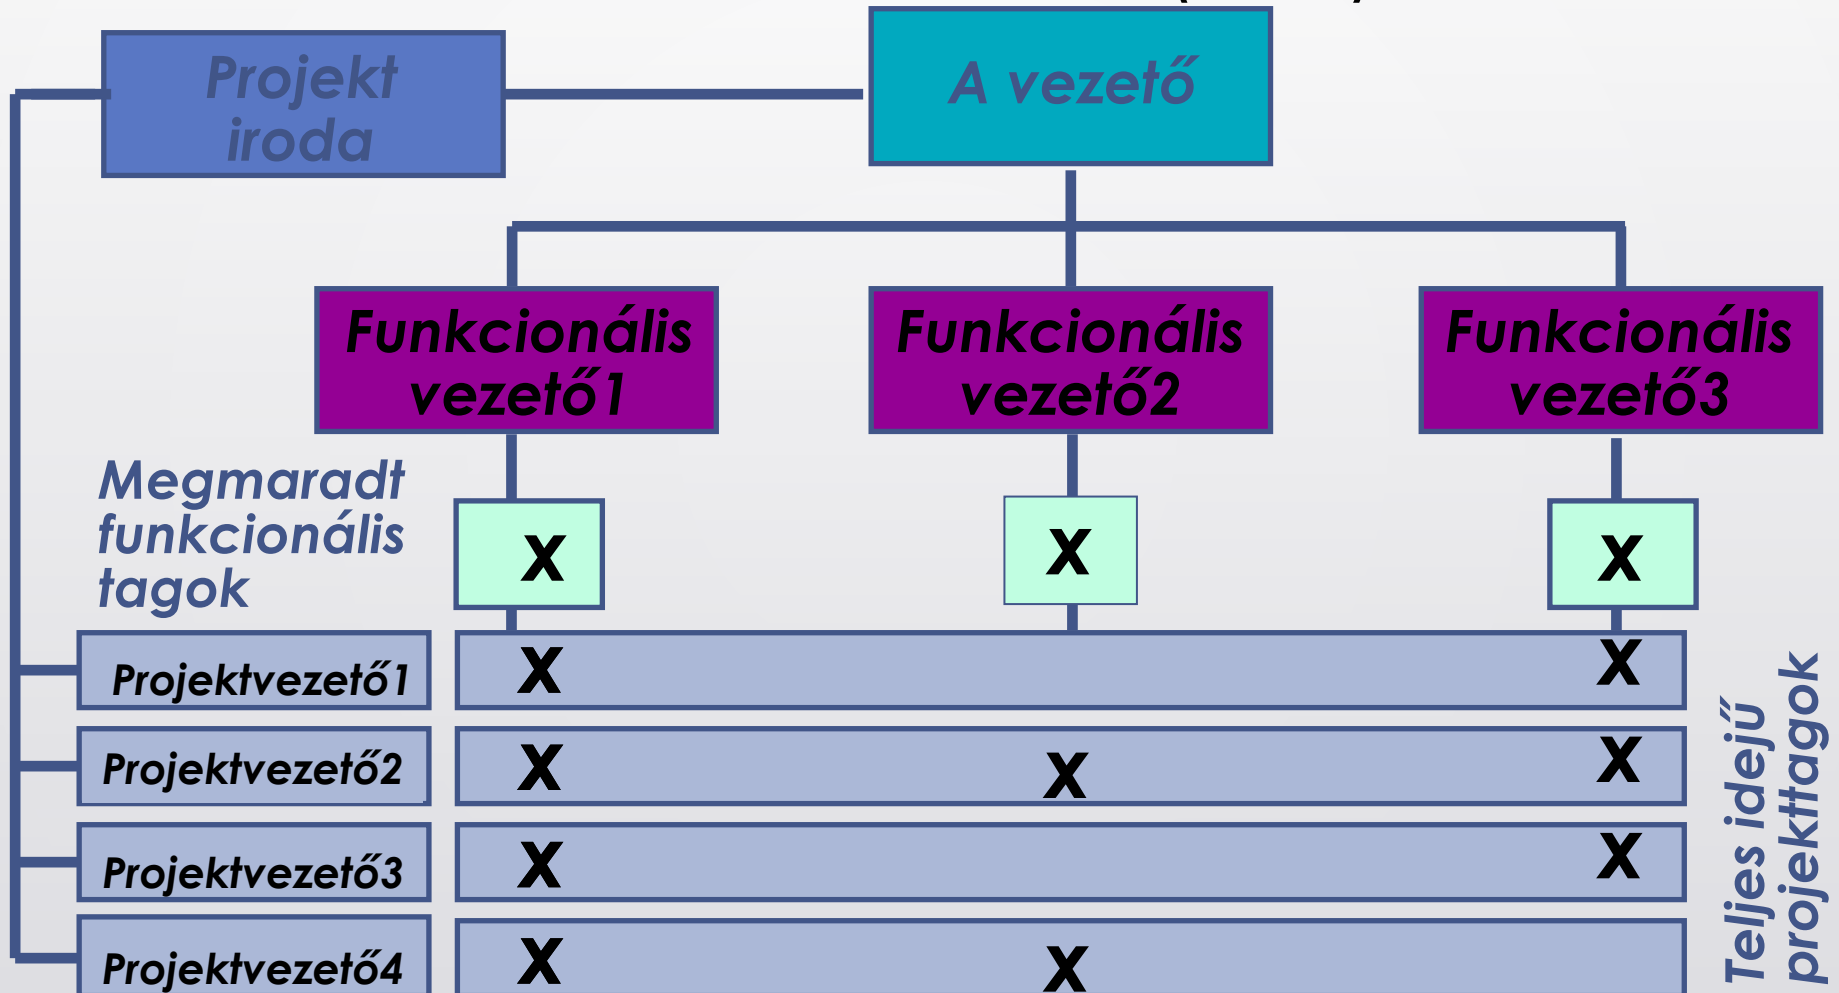 Projekt
iroda
A vezető
Funkcionális
vezető1
Funkcionális
vezető2
Funkcionális
vezető3
Megmaradt
funkcionális
tagok
X
X
X
Projektvezető1
X
X
Projektvezető2
X
X
X
Projektvezető3
X
X
Projektvezető4
X
X
Teljes idejű
projekttagok